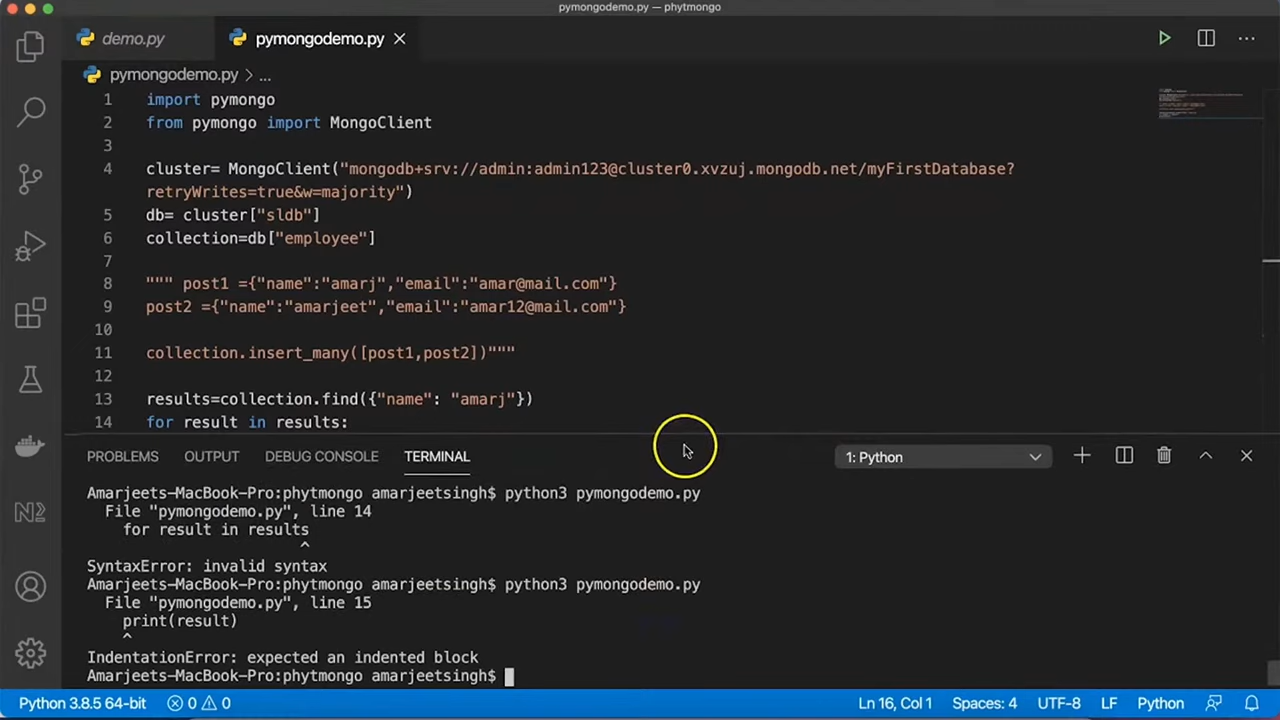 pymongodemo.py — phytmongo
demo.py
pymongodemo.py
pymongodemo.py > ...
1 import pymongo
2 from pymongo import MongoClient
3
4 cluster= MongoClient("mongodb+srv://admin:admin123@cluster0.xvzuj.mongodb.net/myFirstDatabase?
retryWrites=true&w=majority")
5 db= cluster["sldb"]
6 collection=db["employee"]
7
8 """ post1 ={"name":"amarj","email":"amar@mail.com"}
9 post2 ={"name":"amarjeet","email":"amar12@mail.com"}
10
11 collection.insert_many([post1,post2])"""
12
13 results=collection.find({"name": "amarj"})
14 for result in results:
PROBLEMS OUTPUT DEBUG CONSOLE TERMINAL 1: Python
Amarjeets-MacBook-Pro:phytmongo amarjeetsingh$ python3 pymongodemo.py
File "pymongodemo.py", line 14
for result in results
^
SyntaxError: invalid syntax
Amarjeets-MacBook-Pro:phytmongo amarjeetsingh$ python3 pymongodemo.py
File "pymongodemo.py", line 15
print(result)
^
IndentationError: expected an indented block
Amarjeets-MacBook-Pro:phytmongo amarjeetsingh$
Python 3.8.5 64-bit 0 0 Ln 16, Col 1 Spaces: 4 UTF-8 LF Python